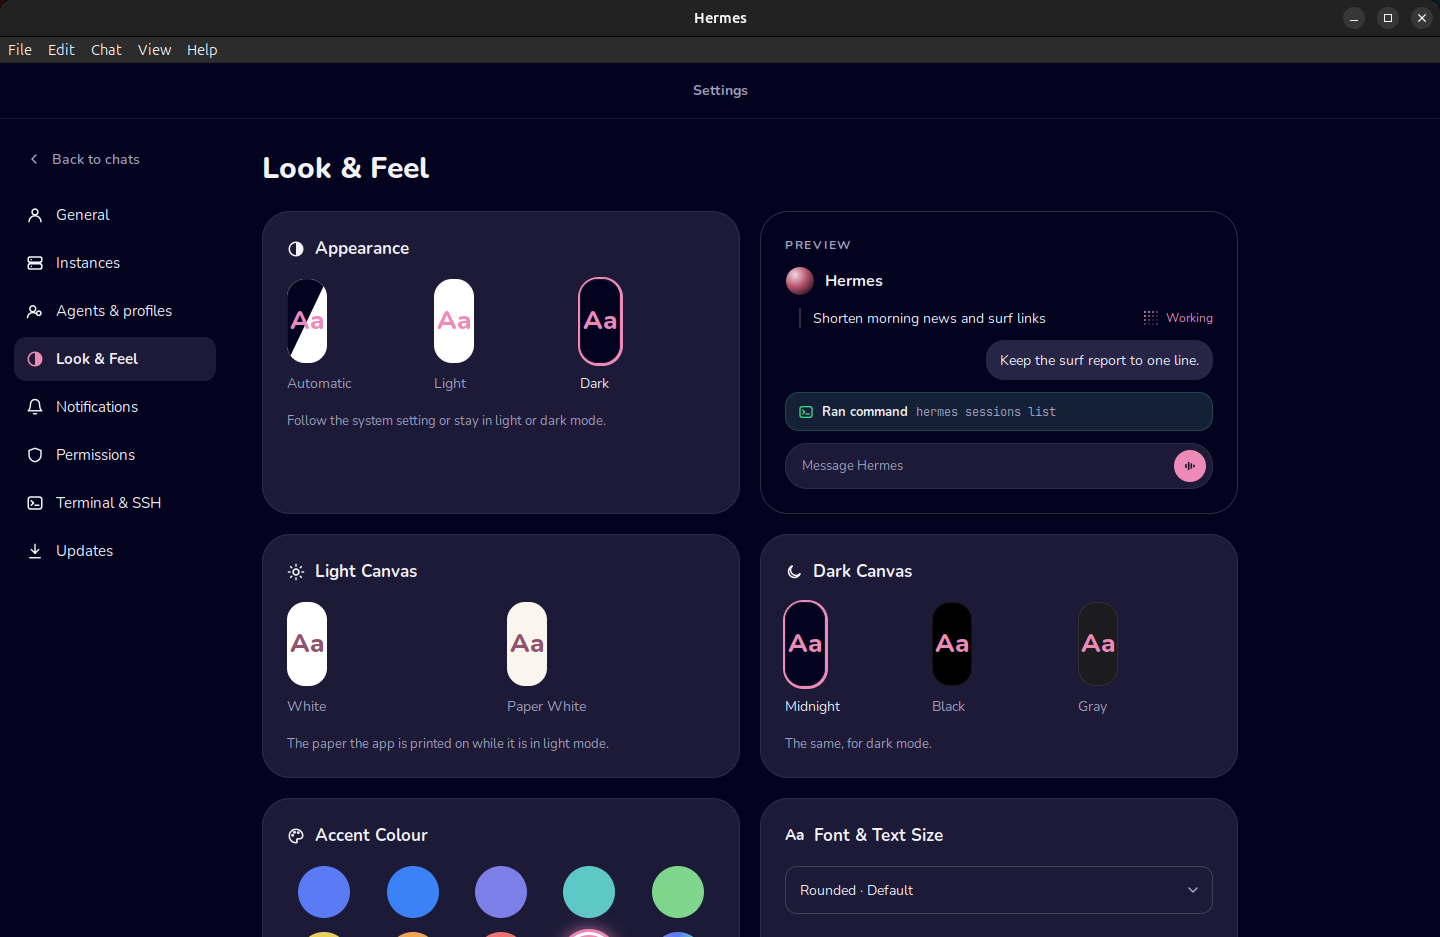 Hermes
File Edit Chat View Help
Settings
Back to chats
General
Instances
Agents & profiles
Look & Feel
Notifications
Permissions
Terminal & SSH
Updates
Look & Feel
Appearance
Aa Aa Aa
Automatic Light Dark
Follow the system setting or stay in light or dark mode.
PREVIEW
Hermes
Shorten morning news and surf links Working
Keep the surf report to one line.
Ran command hermes sessions list
Message Hermes
Light Canvas
Aa Aa
White Paper White
The paper the app is printed on while it is in light mode.
Dark Canvas
Aa Aa Aa
Midnight Black Gray
The same, for dark mode.
Accent Colour
Aa Font & Text Size
Rounded · Default